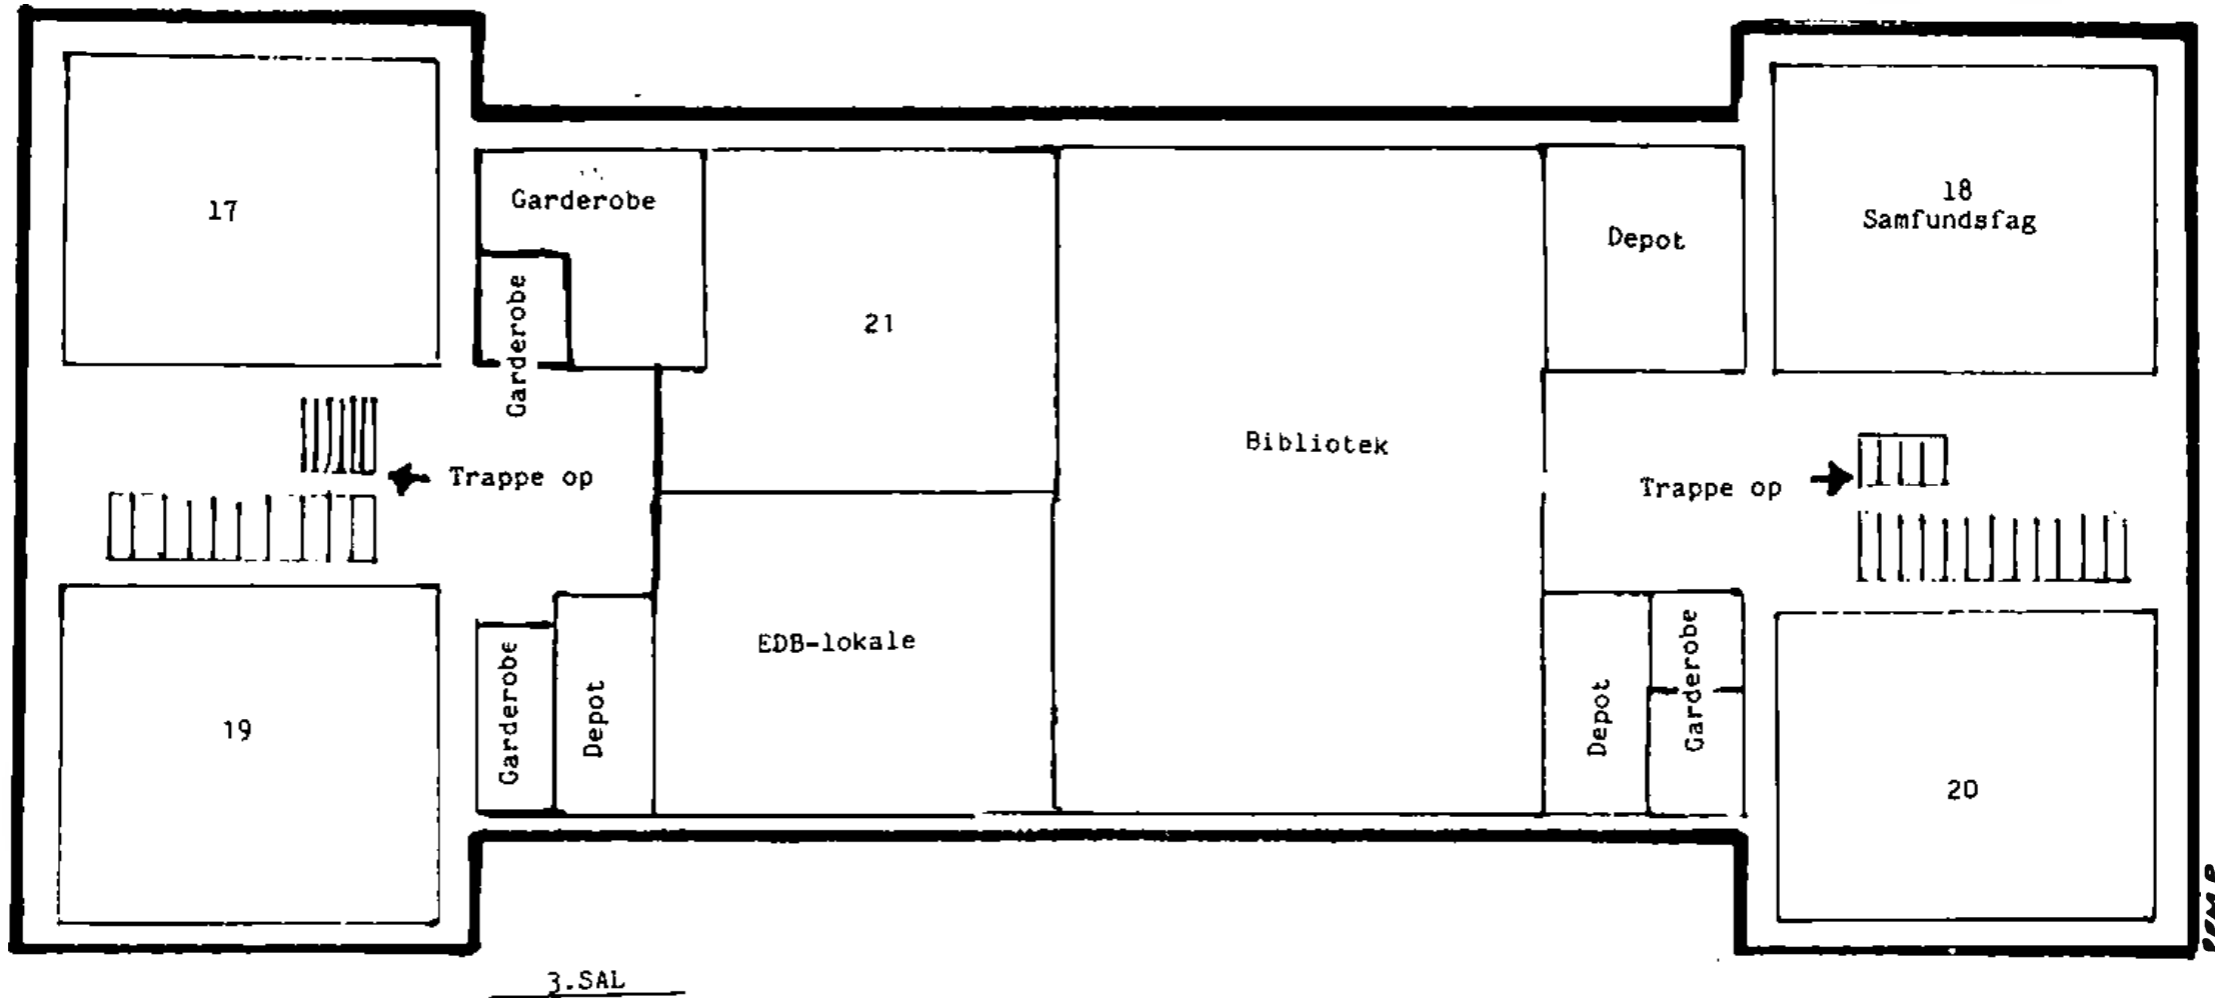 17
Garderobe
Garderobe
21
Bibliotek
Depot
18
Samfundsfag
Trappe op
Trappe op
19
Garderobe
Depot
EDB-lokale
Depot
Garderobe
20
3.SAL